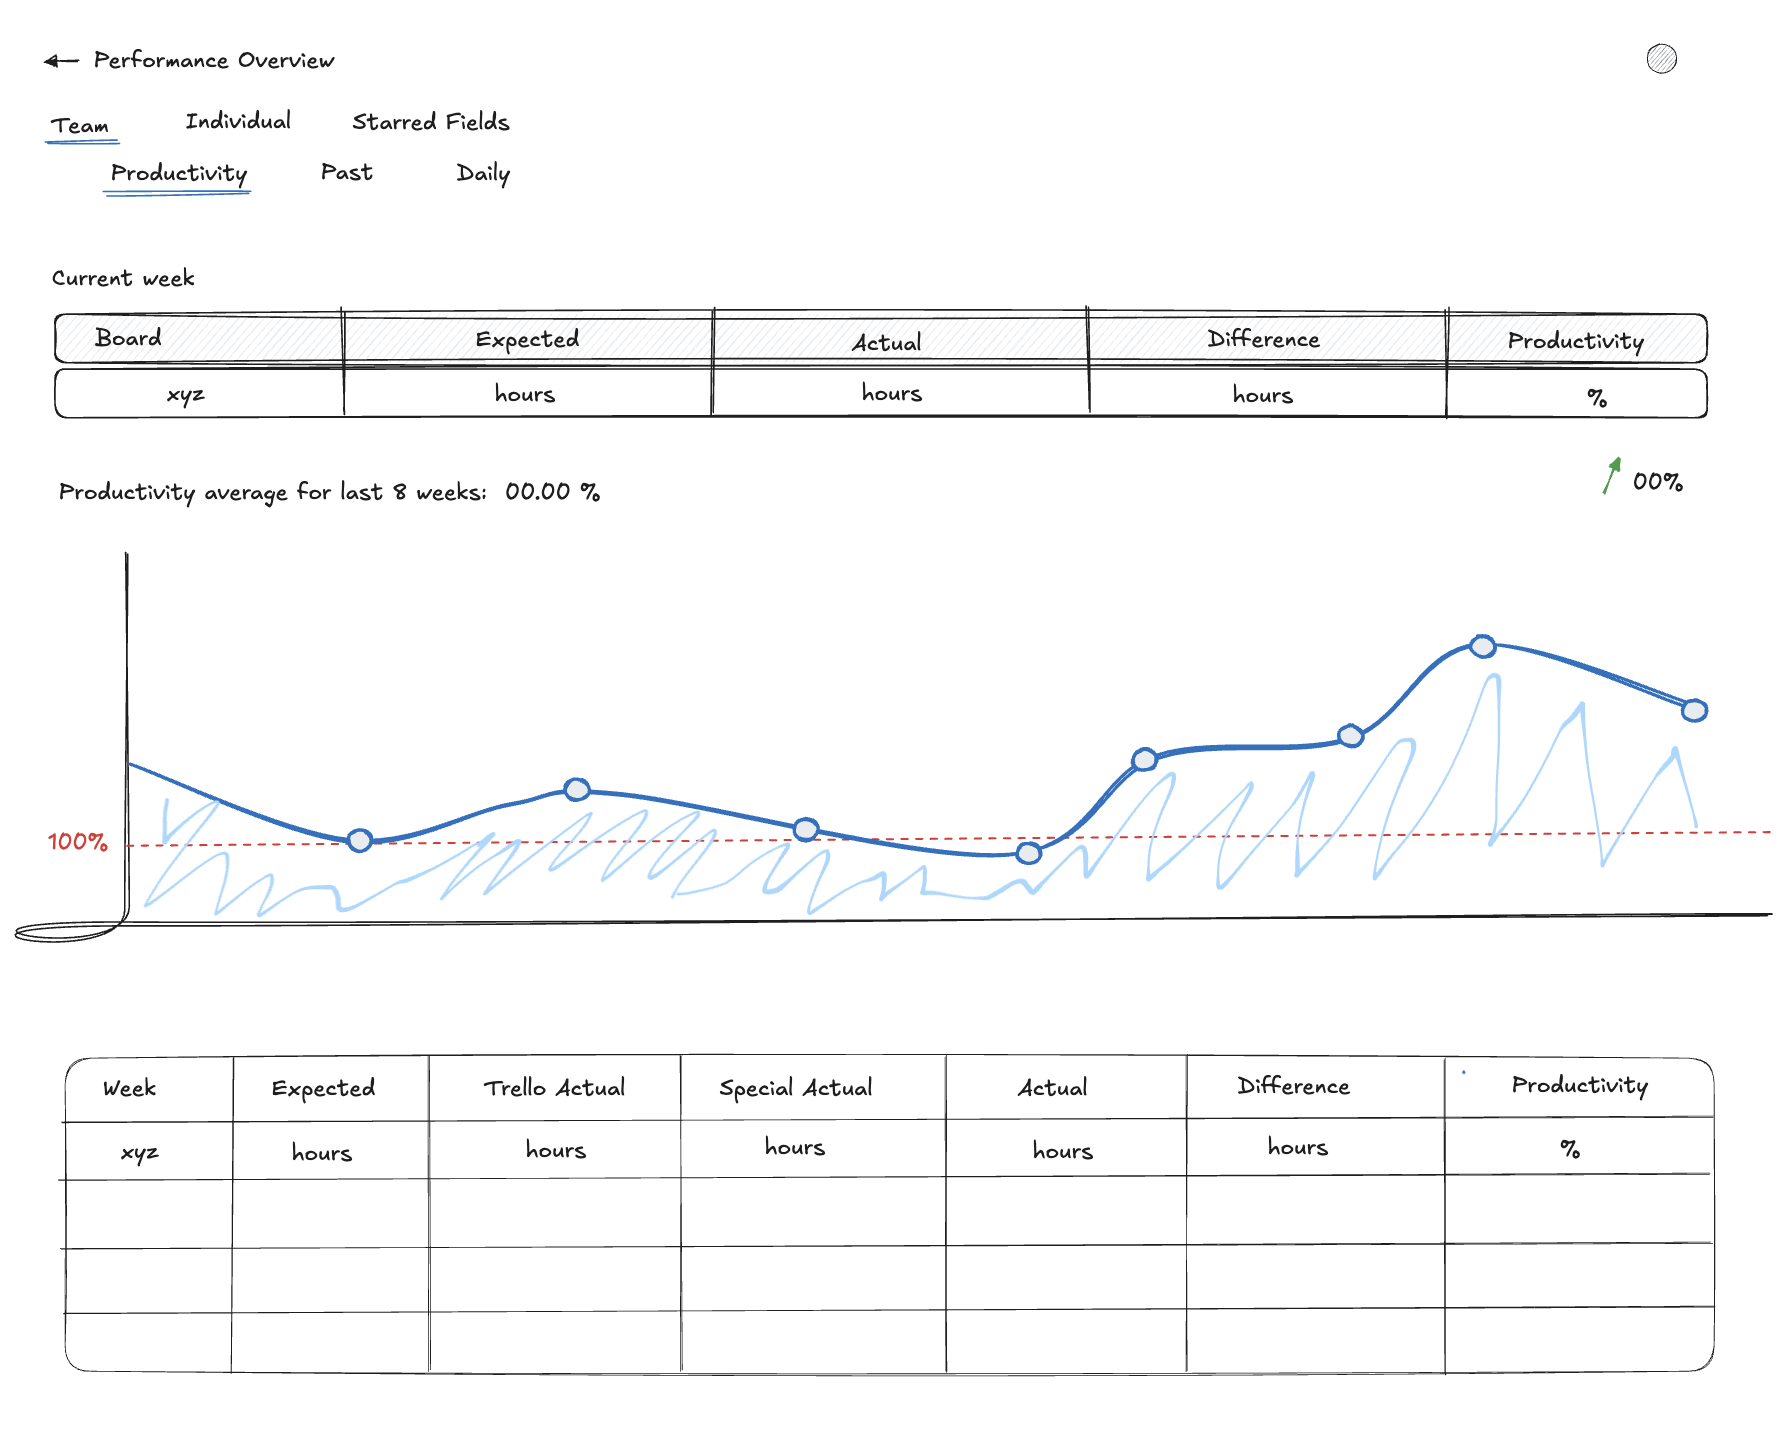 Performance Overview
Team Individual Starred Fields
Productivity Past Daily
Current week
Board Expected Actual Difference Productivity
xyz hours hours hours %
Productivity average for last 8 weeks: 00.00 % 00%
100%
Week Expected Trello Actual Special Actual Actual Difference Productivity
xyz hours hours hours hours hours %